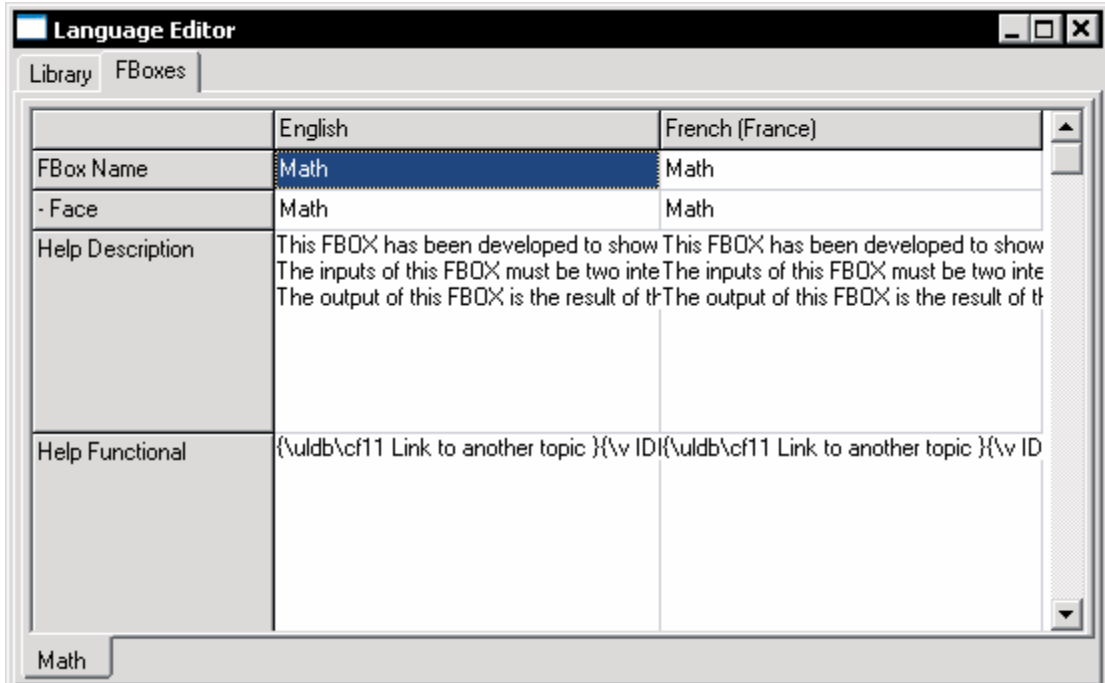 Language Editor
Library FBoxes
English French (France)
FBox Name Math Math
- Face Math Math
Help Description This FBOX has been developed to show This FBOX has been developed to show
The inputs of this FBOX must be two inte The inputs of this FBOX must be two inte
The output of this FBOX is the result of th The output of this FBOX is the result of th
Help Functional {\uldb\cf11 Link to another topic }{\v ID {\uldb\cf11 Link to another topic }{\v ID
Math